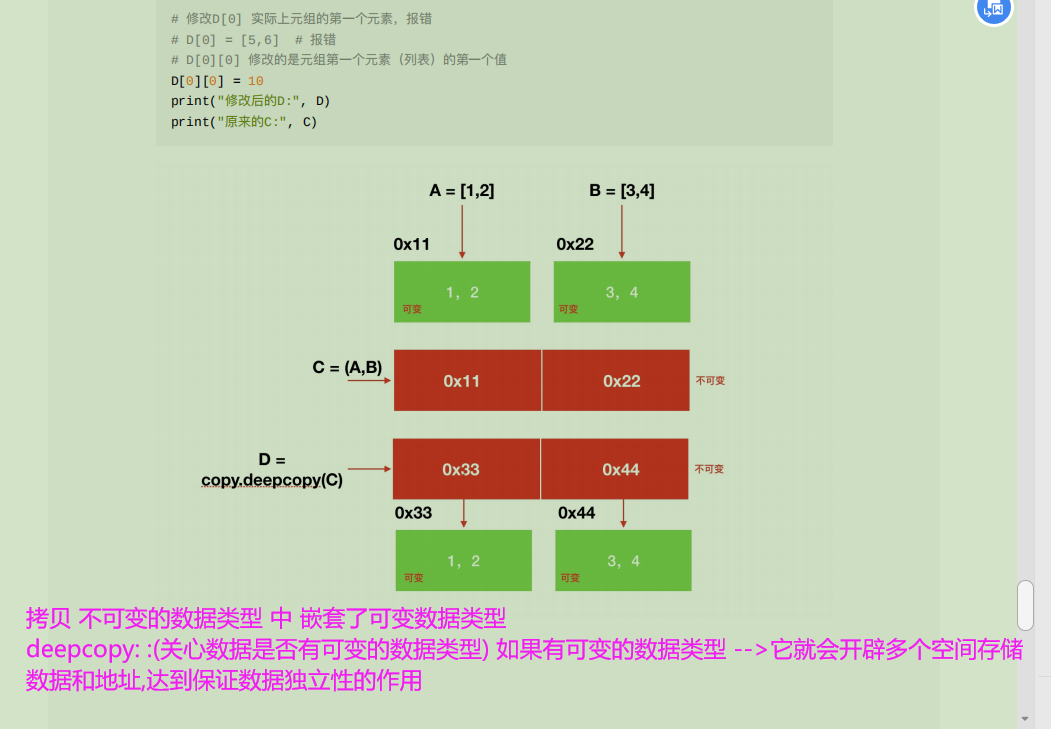 # 修改D[0] 实际上元组的第一个元素，报错
# D[0] = [5,6]  # 报错
# D[0][0] 修改的是元组第一个元素（列表）的第一个值
D[0][0] = 10
print("修改后的D:", D)
print("原来的C:", C)
A = [1,2]
B = [3,4]
0x11
0x22
1, 2
3, 4
可变
可变
C = (A,B)
0x11
0x22
不可变
D =
copy.deepcopy(C)
0x33
0x44
不可变
0x33
0x44
1, 2
3, 4
可变
可变
拷贝 不可变的数据类型 中 嵌套了可变数据类型
deepcopy: :(关心数据是否有可变的数据类型) 如果有可变的数据类型 -->它就会开辟多个空间存储
数据和地址,达到保证数据独立性的作用